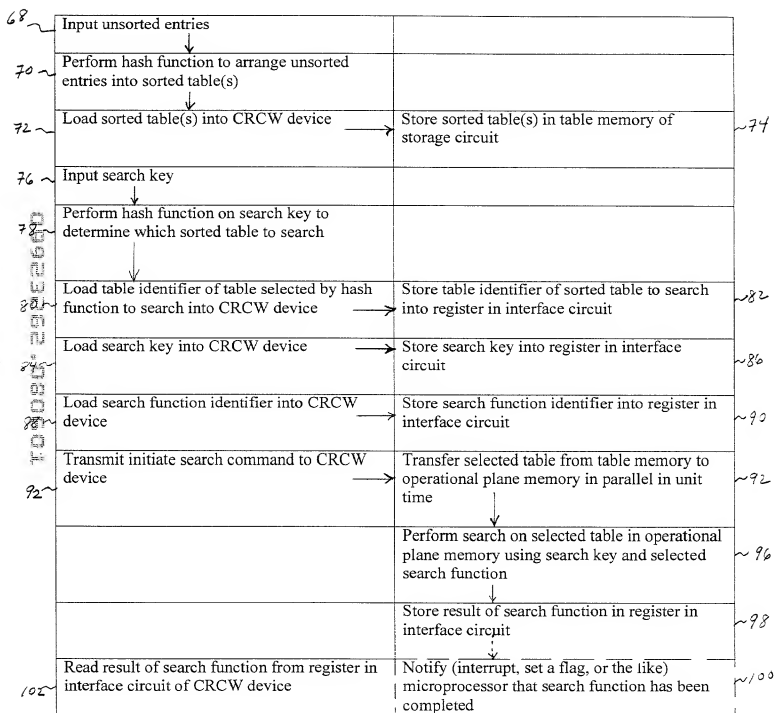 68 Input unsorted entries
70 Perform hash function to arrange unsorted
entries into sorted table(s)
72 Load sorted table(s) into CRCW device
Store sorted table(s) in table memory of
storage circuit 74
76 Input search key
78 Perform hash function on search key to
determine which sorted table to search
80 Load table identifier of table selected by hash
function to search into CRCW device
Store table identifier of sorted table to search
into register in interface circuit 82
84 Load search key into CRCW device
Store search key into register in interface
circuit 86
88 Load search function identifier into CRCW
device
Store search function identifier into register in
interface circuit 90
92 Transmit initiate search command to CRCW
device
Transfer selected table from table memory to
operational plane memory in parallel in unit
time 92
Perform search on selected table in operational
plane memory using search key and selected
search function 96
Store result of search function in register in
interface circuit 98
102 Read result of search function from register in
interface circuit of CRCW device
Notify (interrupt, set a flag, or the like)
microprocessor that search function has been
completed 100